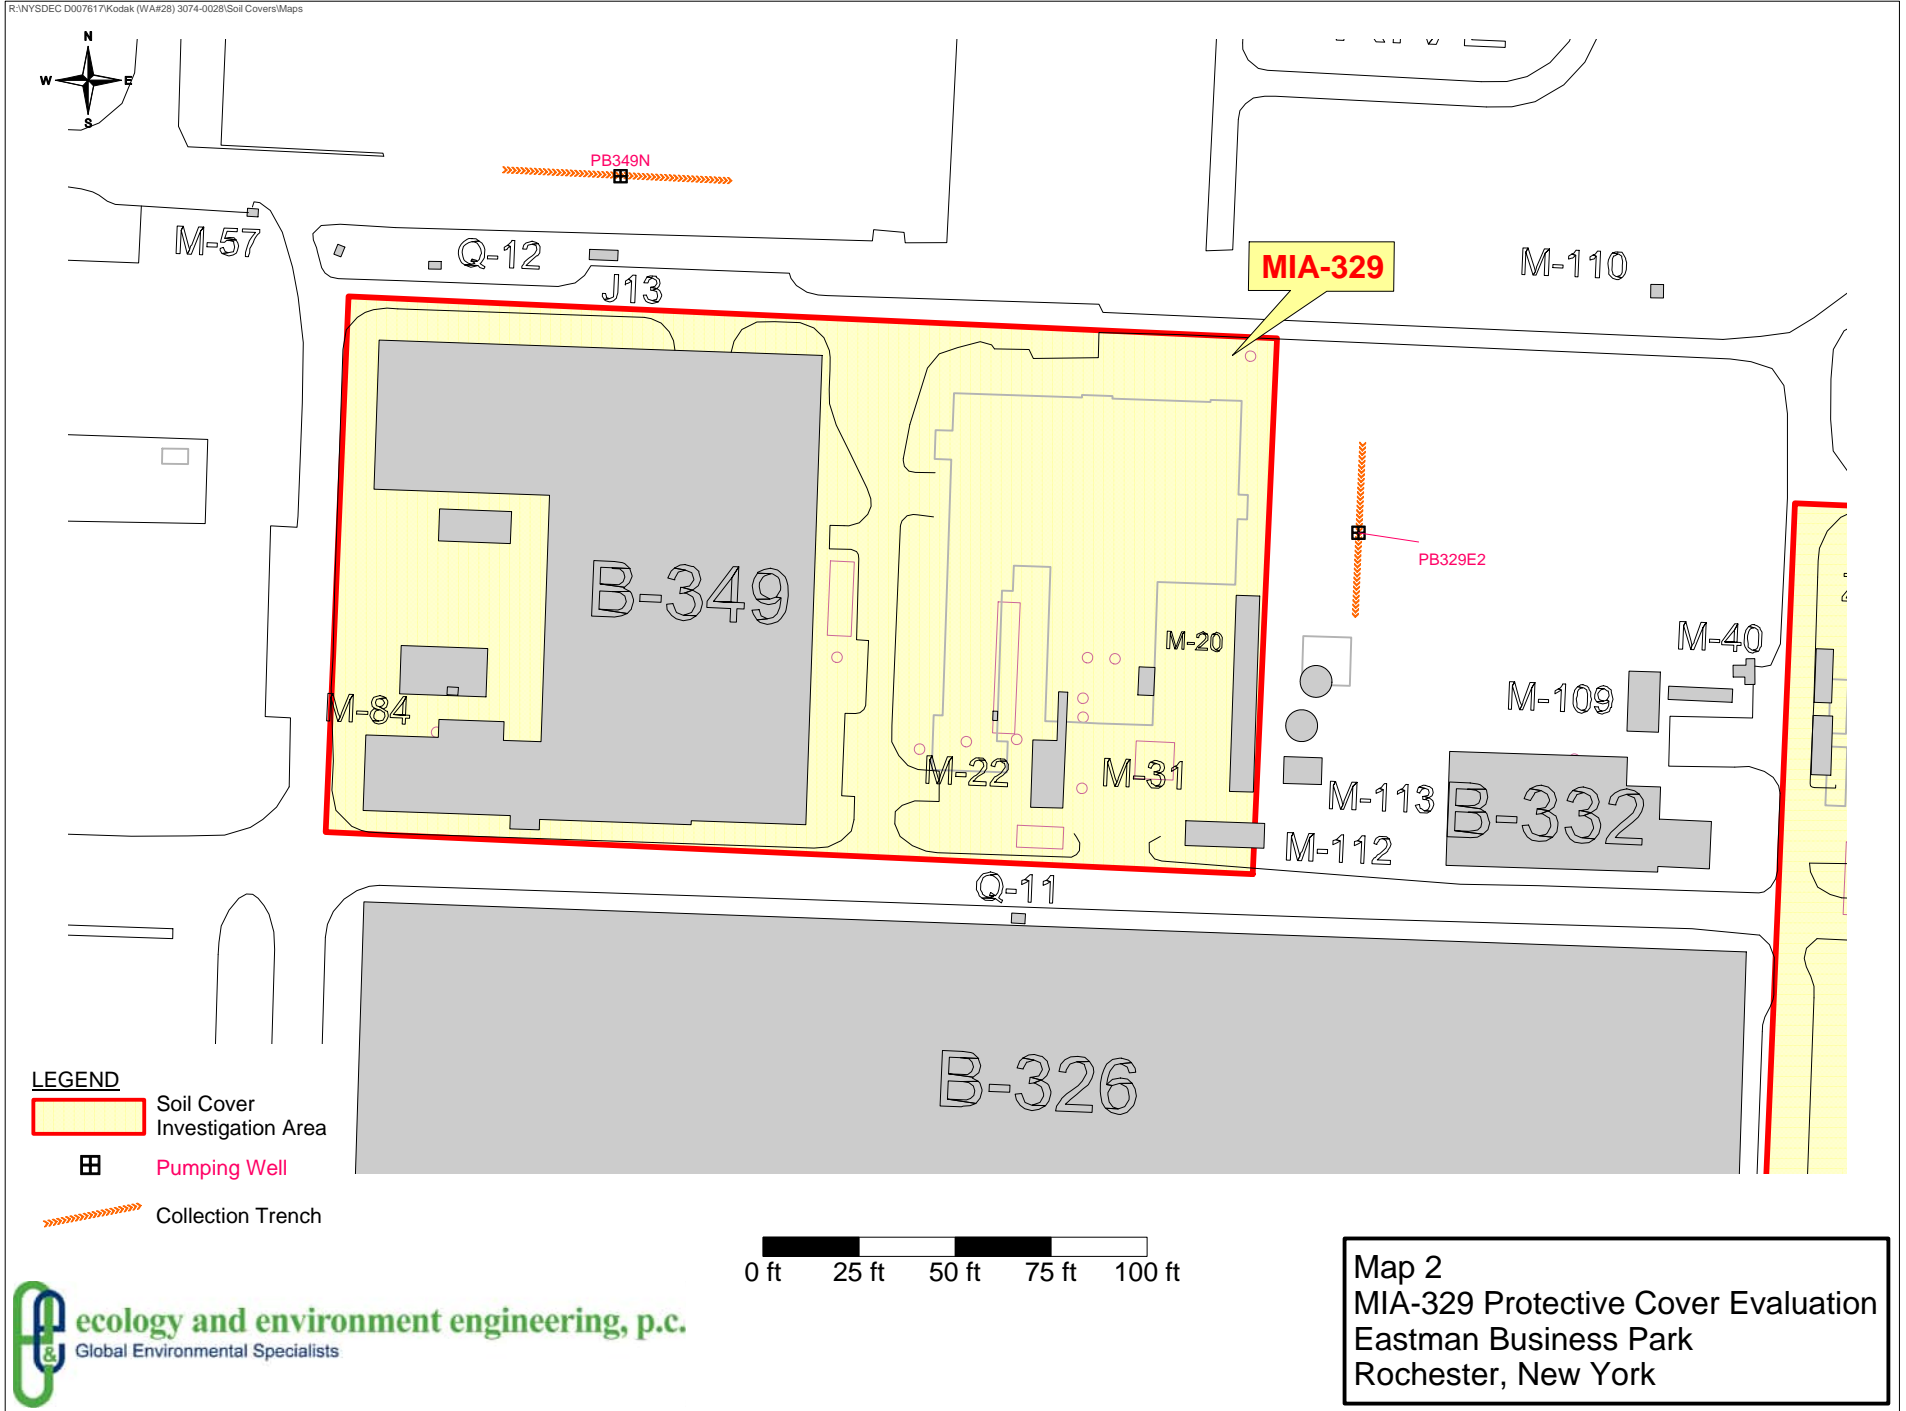 R:\NYSDEC D007617\Kodak (WA#28) 3074-0028\Soil Covers\Maps
N
W E
S
PB349N
M-57
Q-12
J13
MIA-329
M-110
PB329E2
B-349
M-20
M-40
M-84
M-109
M-22
M-31
M-113
B-332
M-112
Q-11
B-326
LEGEND
Soil Cover
Investigation Area
Pumping Well
Collection Trench
0 ft 25 ft 50 ft 75 ft 100 ft
ecology and environment engineering, p.c.
Global Environmental Specialists
Map 2
MIA-329 Protective Cover Evaluation
Eastman Business Park
Rochester, New York